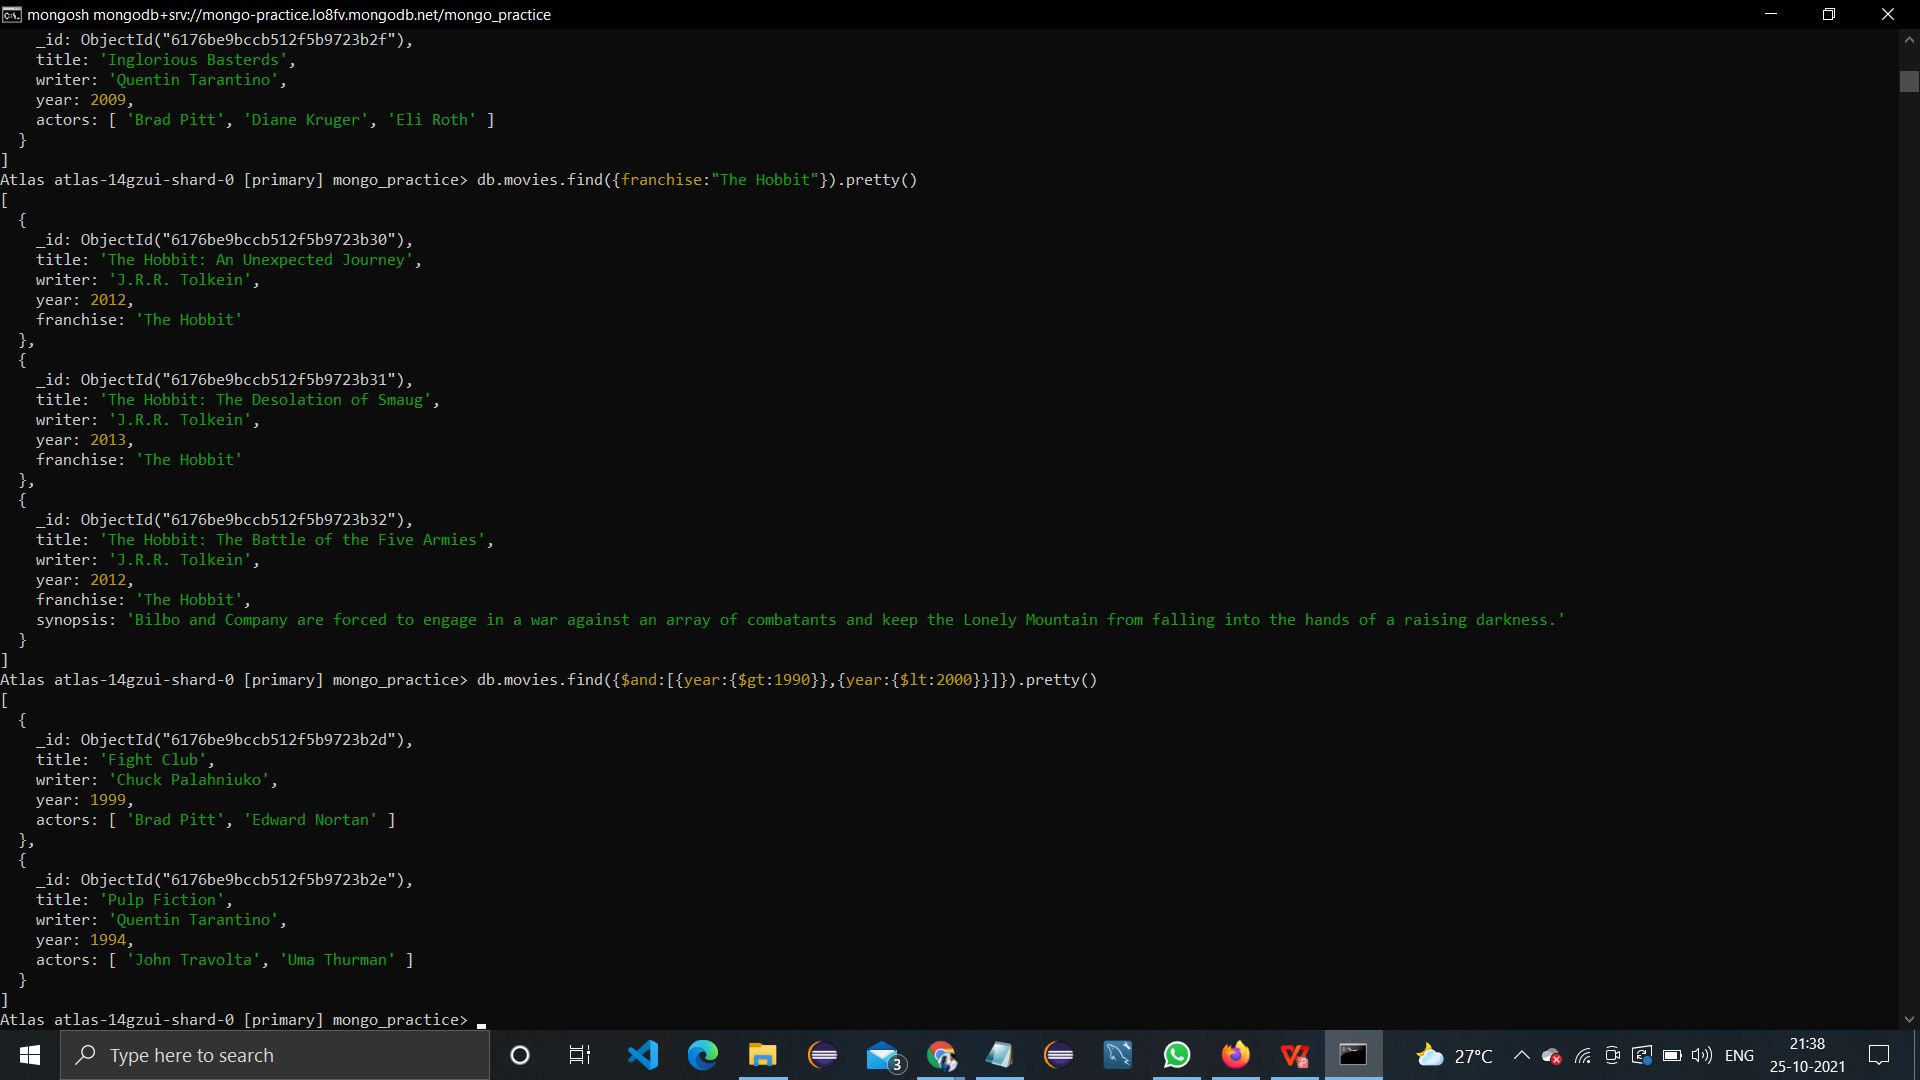 mongosh mongodb+srv://mongo-practice.lo8fv.mongodb.net/mongo_practice
    _id: ObjectId("6176be9bccb512f5b9723b2f"),
    title: 'Inglorious Basterds',
    writer: 'Quentin Tarantino',
    year: 2009,
    actors: [ 'Brad Pitt', 'Diane Kruger', 'Eli Roth' ]
  }
]
Atlas atlas-14gzui-shard-0 [primary] mongo_practice> db.movies.find({franchise:"The Hobbit"}).pretty()
[
  {
    _id: ObjectId("6176be9bccb512f5b9723b30"),
    title: 'The Hobbit: An Unexpected Journey',
    writer: 'J.R.R. Tolkein',
    year: 2012,
    franchise: 'The Hobbit'
  },
  {
    _id: ObjectId("6176be9bccb512f5b9723b31"),
    title: 'The Hobbit: The Desolation of Smaug',
    writer: 'J.R.R. Tolkein',
    year: 2013,
    franchise: 'The Hobbit'
  },
  {
    _id: ObjectId("6176be9bccb512f5b9723b32"),
    title: 'The Hobbit: The Battle of the Five Armies',
    writer: 'J.R.R. Tolkein',
    year: 2012,
    franchise: 'The Hobbit',
    synopsis: 'Bilbo and Company are forced to engage in a war against an array of combatants and keep the Lonely Mountain from falling into the hands of a raising darkness.'
  }
]
Atlas atlas-14gzui-shard-0 [primary] mongo_practice> db.movies.find({$and:[{year:{$gt:1990}},{year:{$lt:2000}}]}).pretty()
[
  {
    _id: ObjectId("6176be9bccb512f5b9723b2d"),
    title: 'Fight Club',
    writer: 'Chuck Palahniuko',
    year: 1999,
    actors: [ 'Brad Pitt', 'Edward Nortan' ]
  },
  {
    _id: ObjectId("6176be9bccb512f5b9723b2e"),
    title: 'Pulp Fiction',
    writer: 'Quentin Tarantino',
    year: 1994,
    actors: [ 'John Travolta', 'Uma Thurman' ]
  }
]
Atlas atlas-14gzui-shard-0 [primary] mongo_practice>
Type here to search
3
27°C
ENG
21:38
25-10-2021